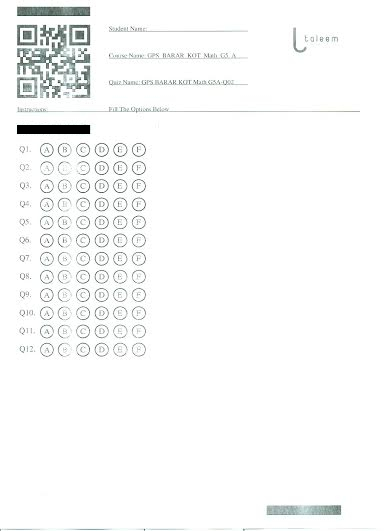 Student Name:
taleem
Course Name: GPS BARAR KOT Math G5 A
Quiz Name: GPS BARAR KOT Math G5A-Q02
Instructions: Fill The Options Below
Q1. A B C D E F
Q2. A B C D E F
Q3. A B C D E F
Q4. A B C D E F
Q5. A B C D E F
Q6. A B C D E F
Q7. A B C D E F
Q8. A B C D E F
Q9. A B C D E F
Q10. A B C D E F
Q11. A B C D E F
Q12. A B C D E F